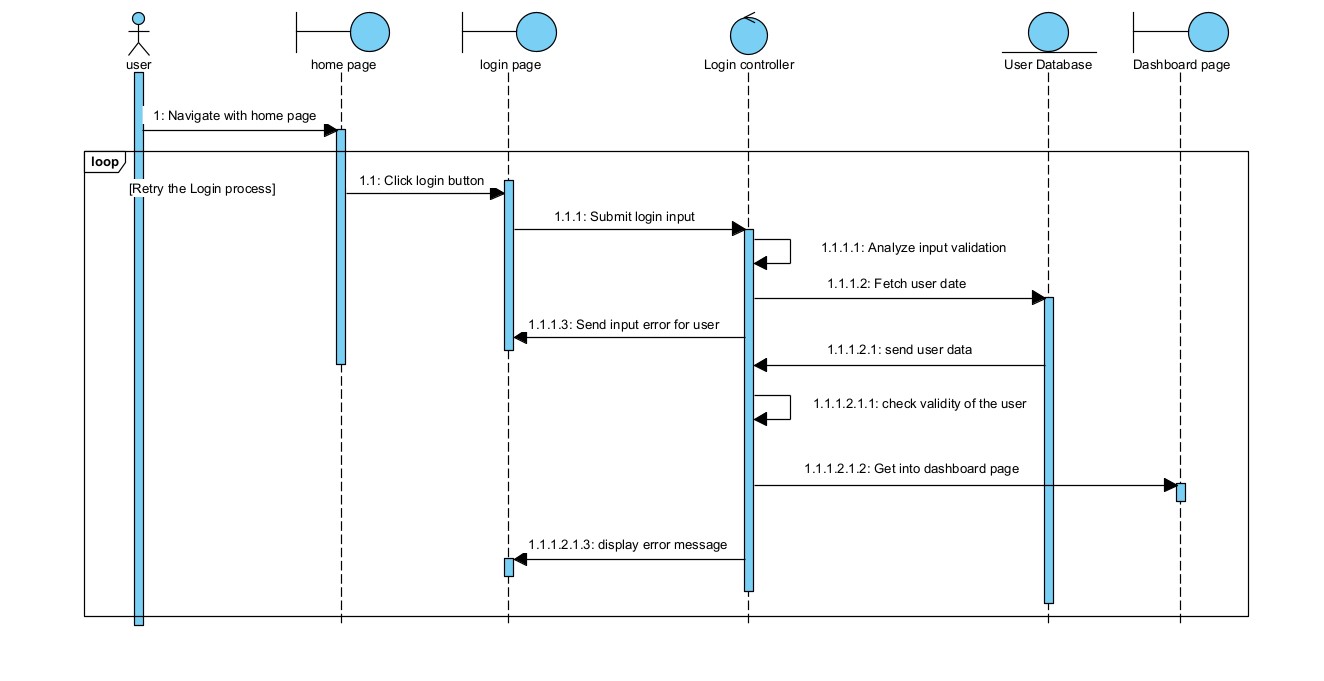 user
home page
login page
Login controller
User Database
Dashboard page
1: Navigate with home page
loop
[Retry the Login process]
1.1: Click login button
1.1.1: Submit login input
1.1.1.1: Analyze input validation
1.1.1.2: Fetch user date
1.1.1.3: Send input error for user
1.1.1.2.1: send user data
1.1.1.2.1.1: check validity of the user
1.1.1.2.1.2: Get into dashboard page
1.1.1.2.1.3: display error message